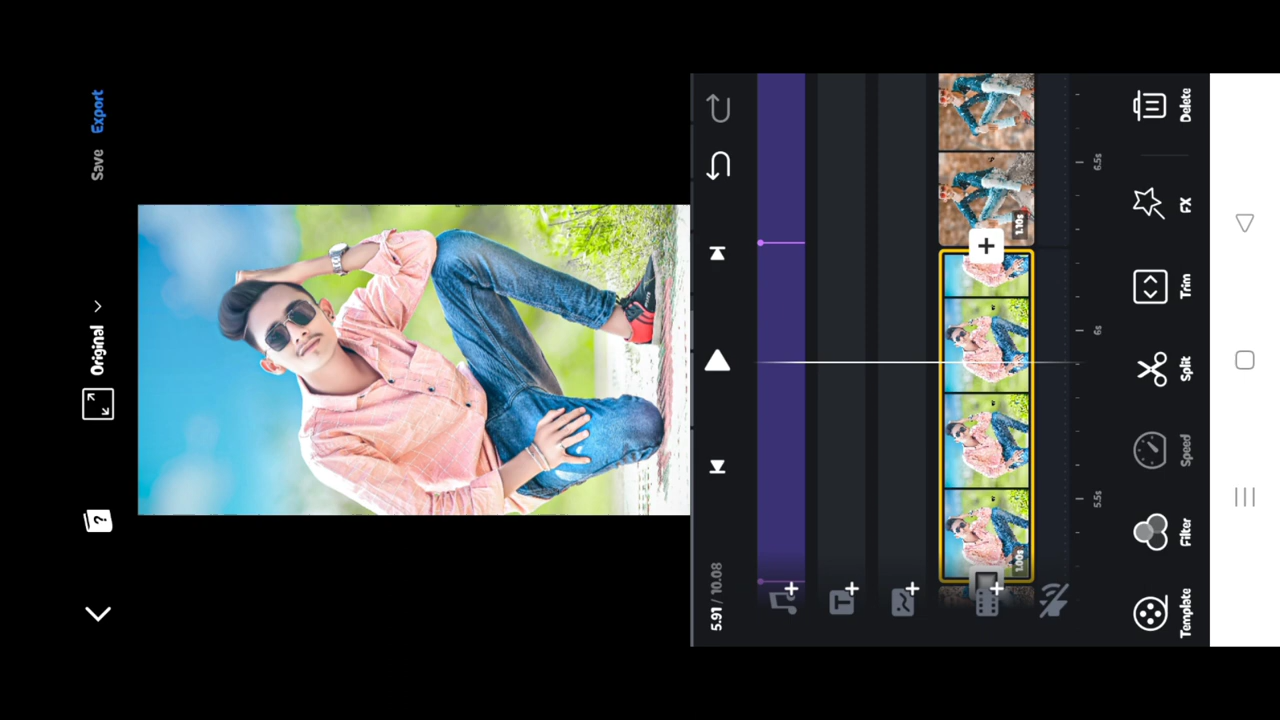 Original
Save Export
5.91 / 10.08
1.00s
1.10s
5.5s
6s
6.5s
Template
Filter
Speed
Split
Trim
FX
Delete